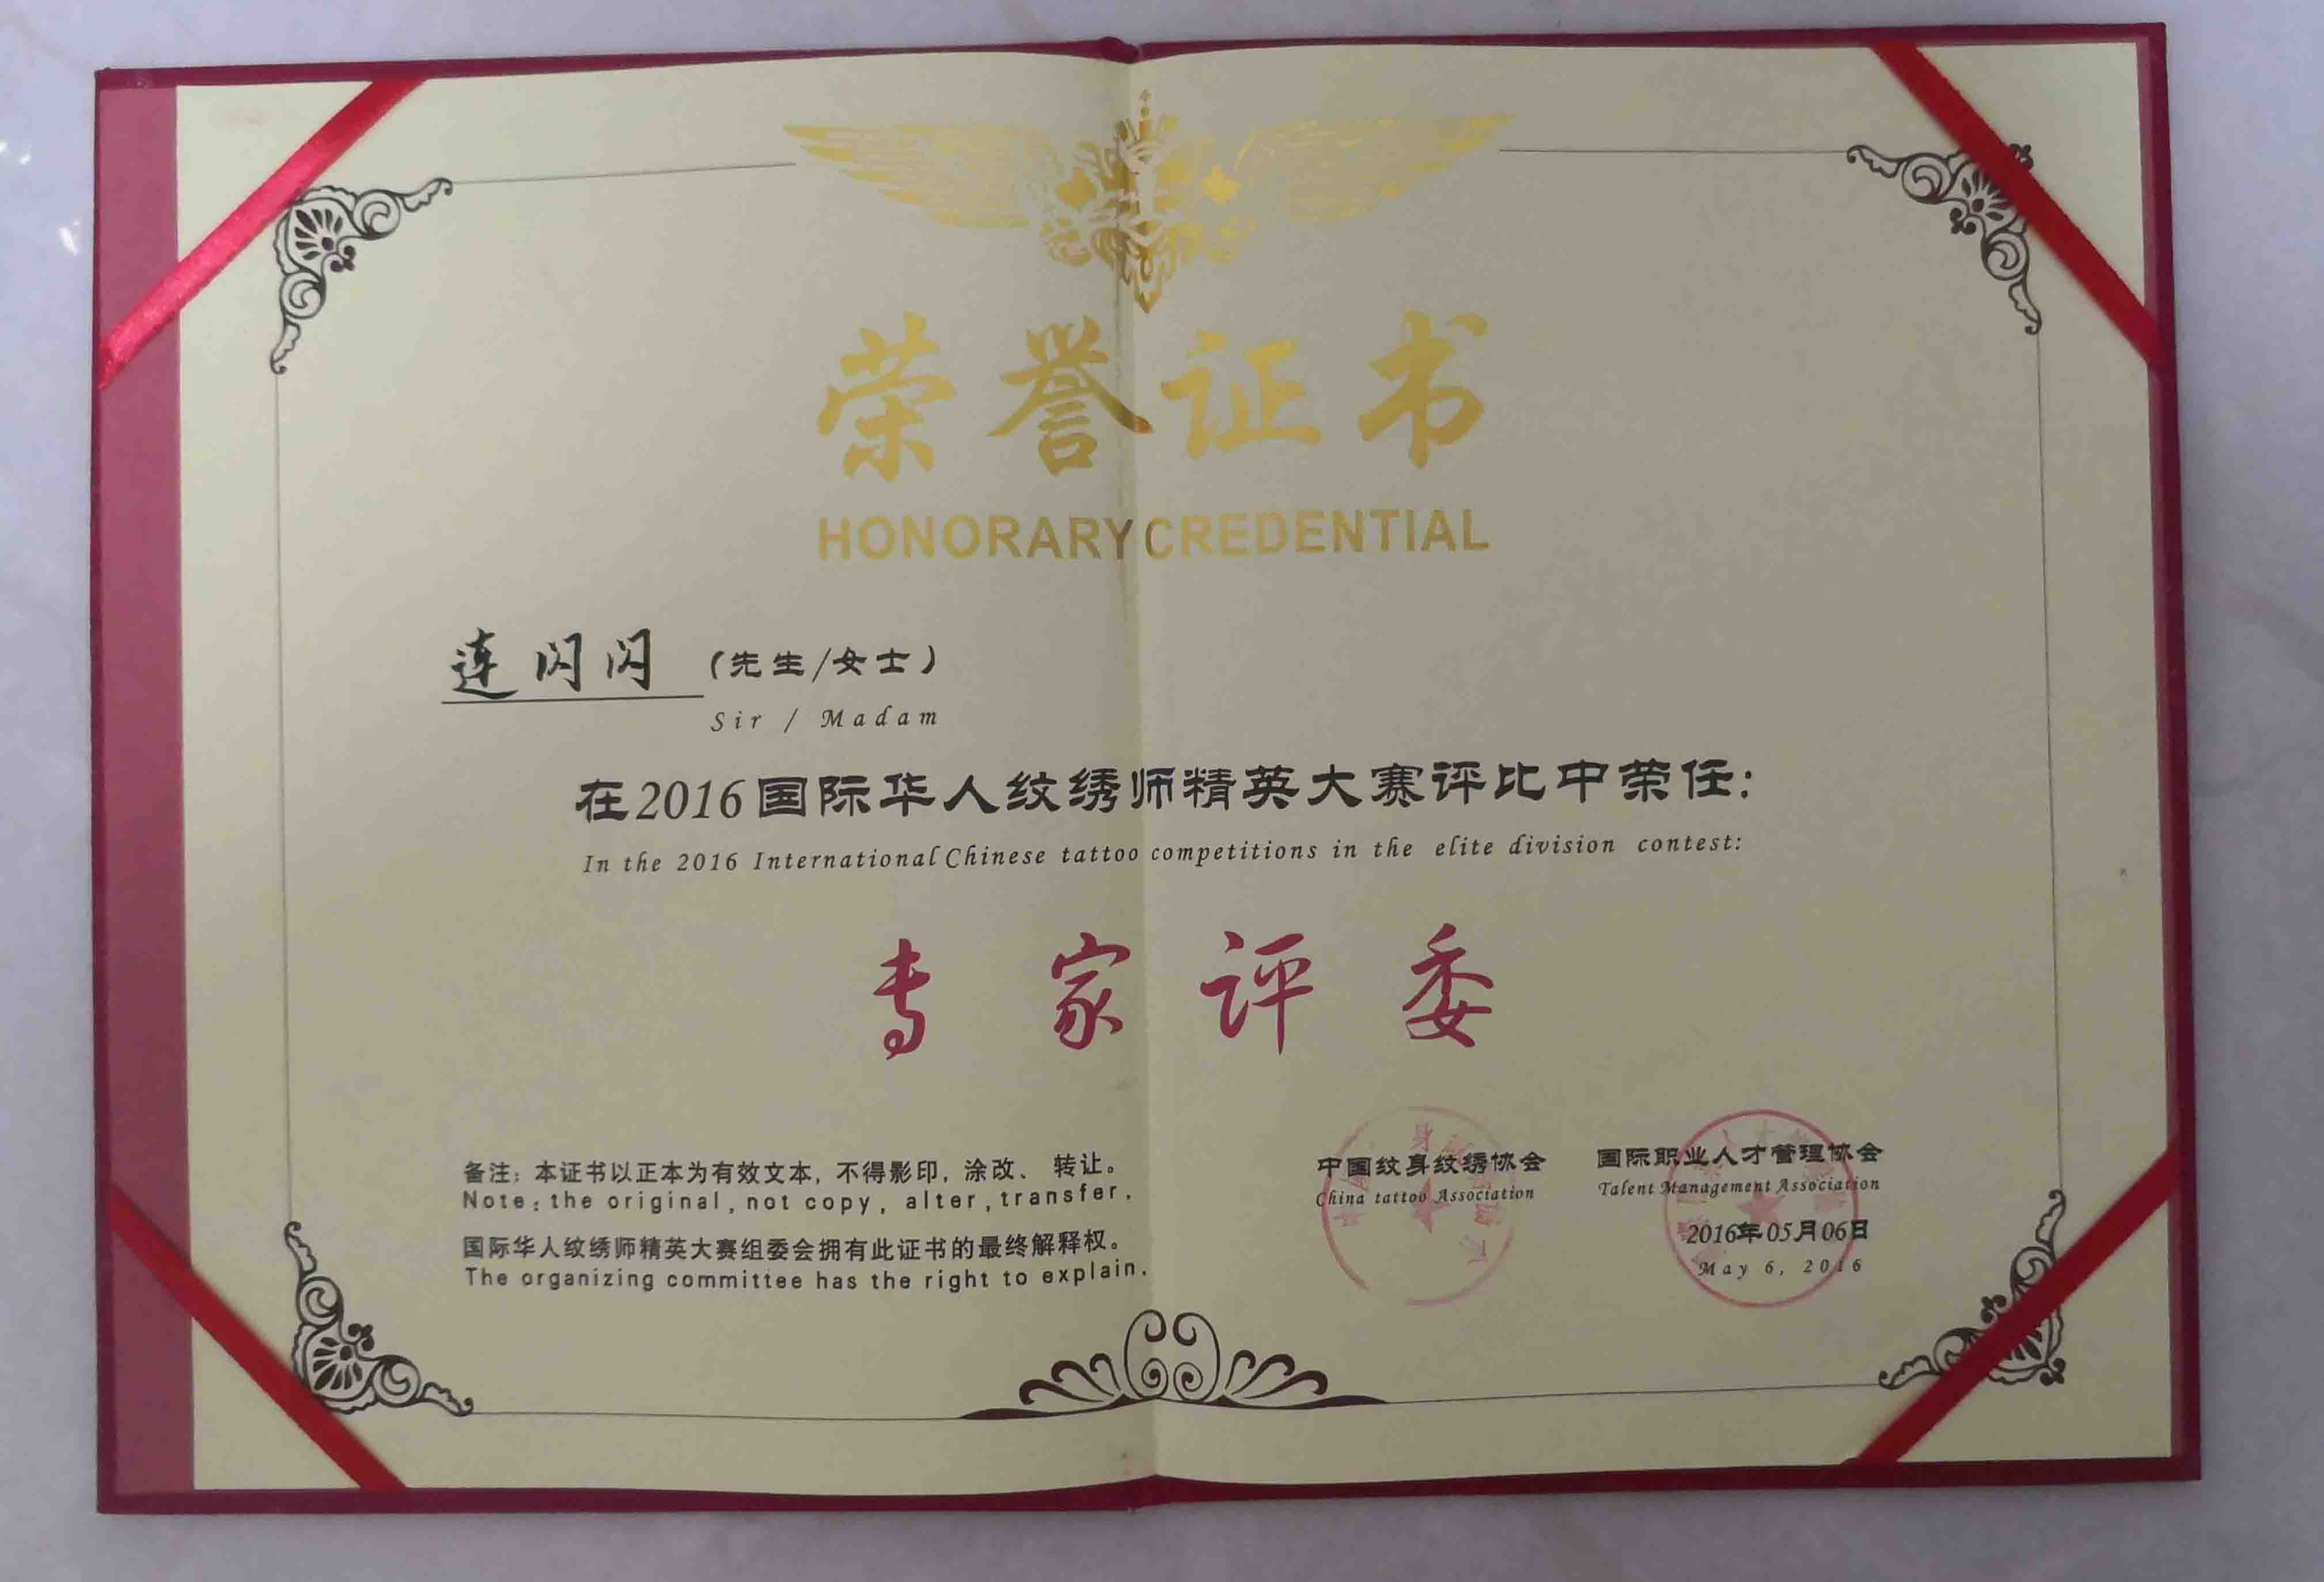 荣誉证书
HONORARY CREDENTIAL
连闪闪 (先生/女士)
Sir / Madam
在2016国际华人纹绣师精英大赛评比中荣任:
In the 2016 International Chinese tattoo competitions in the elite division contest:
专家评委
备注: 本证书以正本为有效文本, 不得影印, 涂改、 转让。
Note: the original, not copy, alter, transfer.
国际华人纹绣师精英大赛组委会拥有此证书的最终解释权。
The organizing committee has the right to explain.
中国纹身纹绣协会
China tattoo Association
国际职业人才管理协会
Talent Management Association
2016年05月06日
May 6, 2016